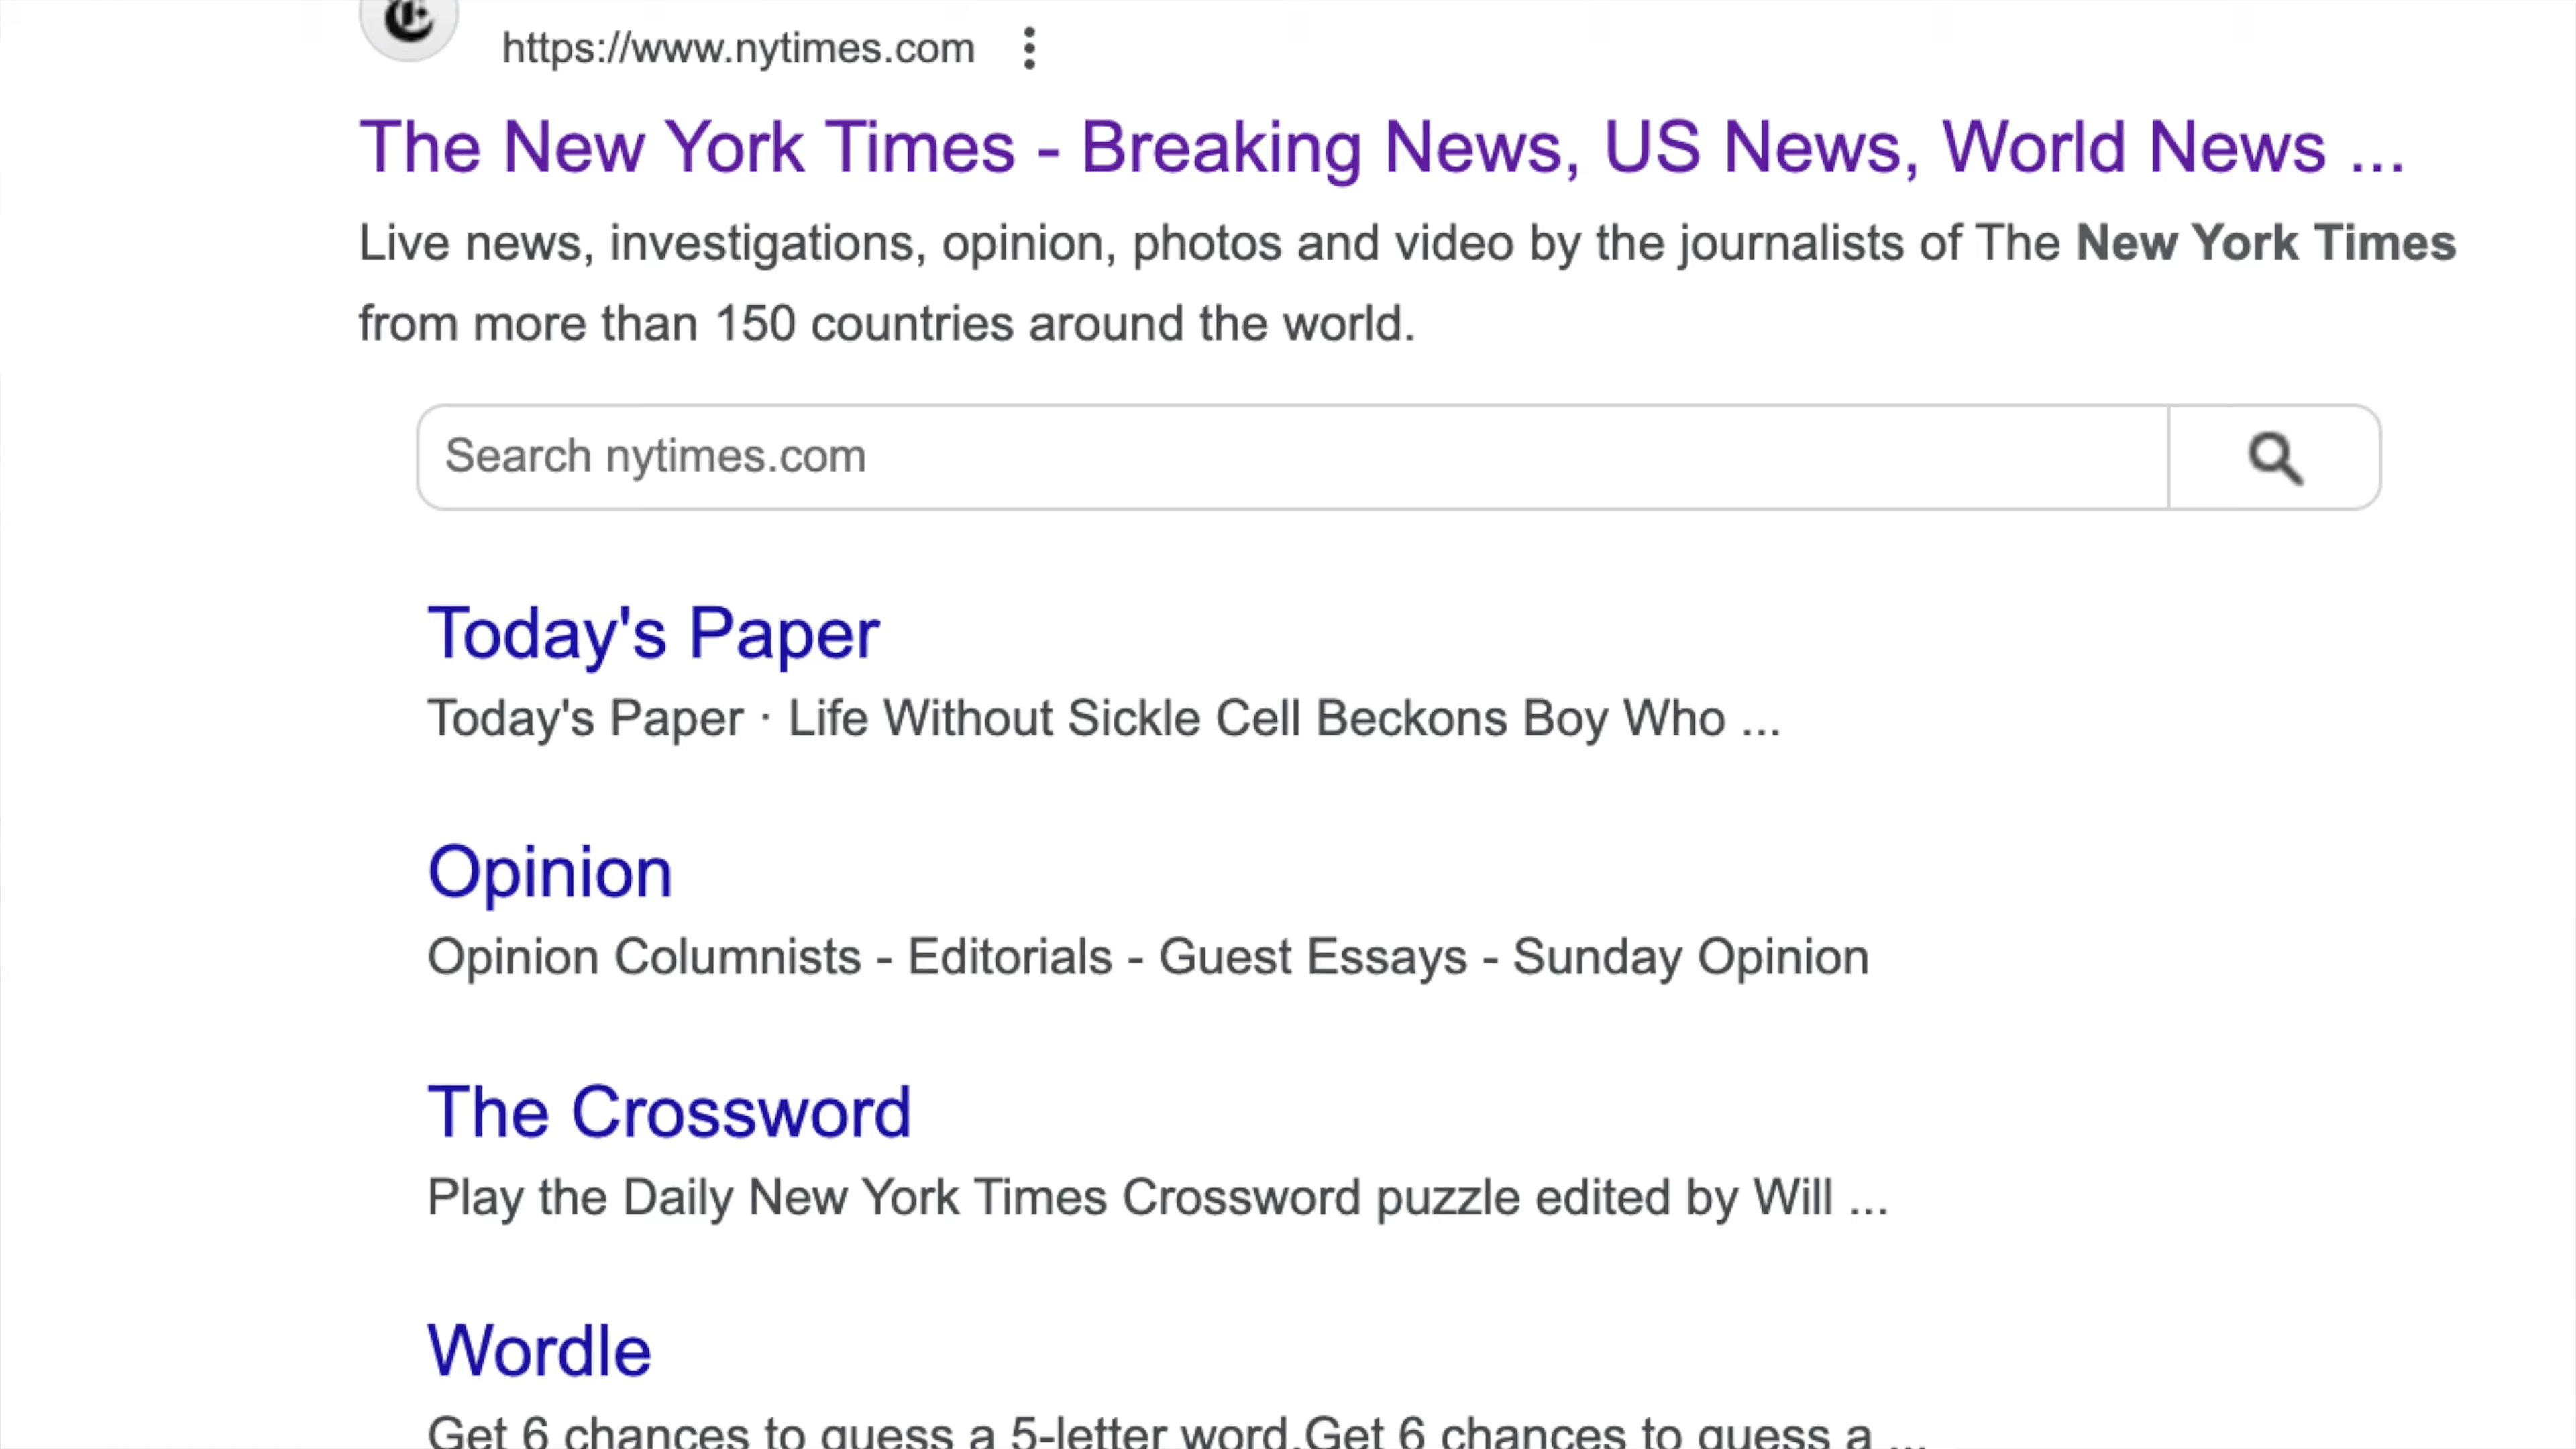 https://www.nytimes.com
The New York Times - Breaking News, US News, World News ...
Live news, investigations, opinion, photos and video by the journalists of The New York Times
from more than 150 countries around the world.
Search nytimes.com
Today's Paper
Today's Paper · Life Without Sickle Cell Beckons Boy Who ...
Opinion
Opinion Columnists - Editorials - Guest Essays - Sunday Opinion
The Crossword
Play the Daily New York Times Crossword puzzle edited by Will ...
Wordle
Get 6 chances to guess a 5-letter word.Get 6 chances to guess a ...